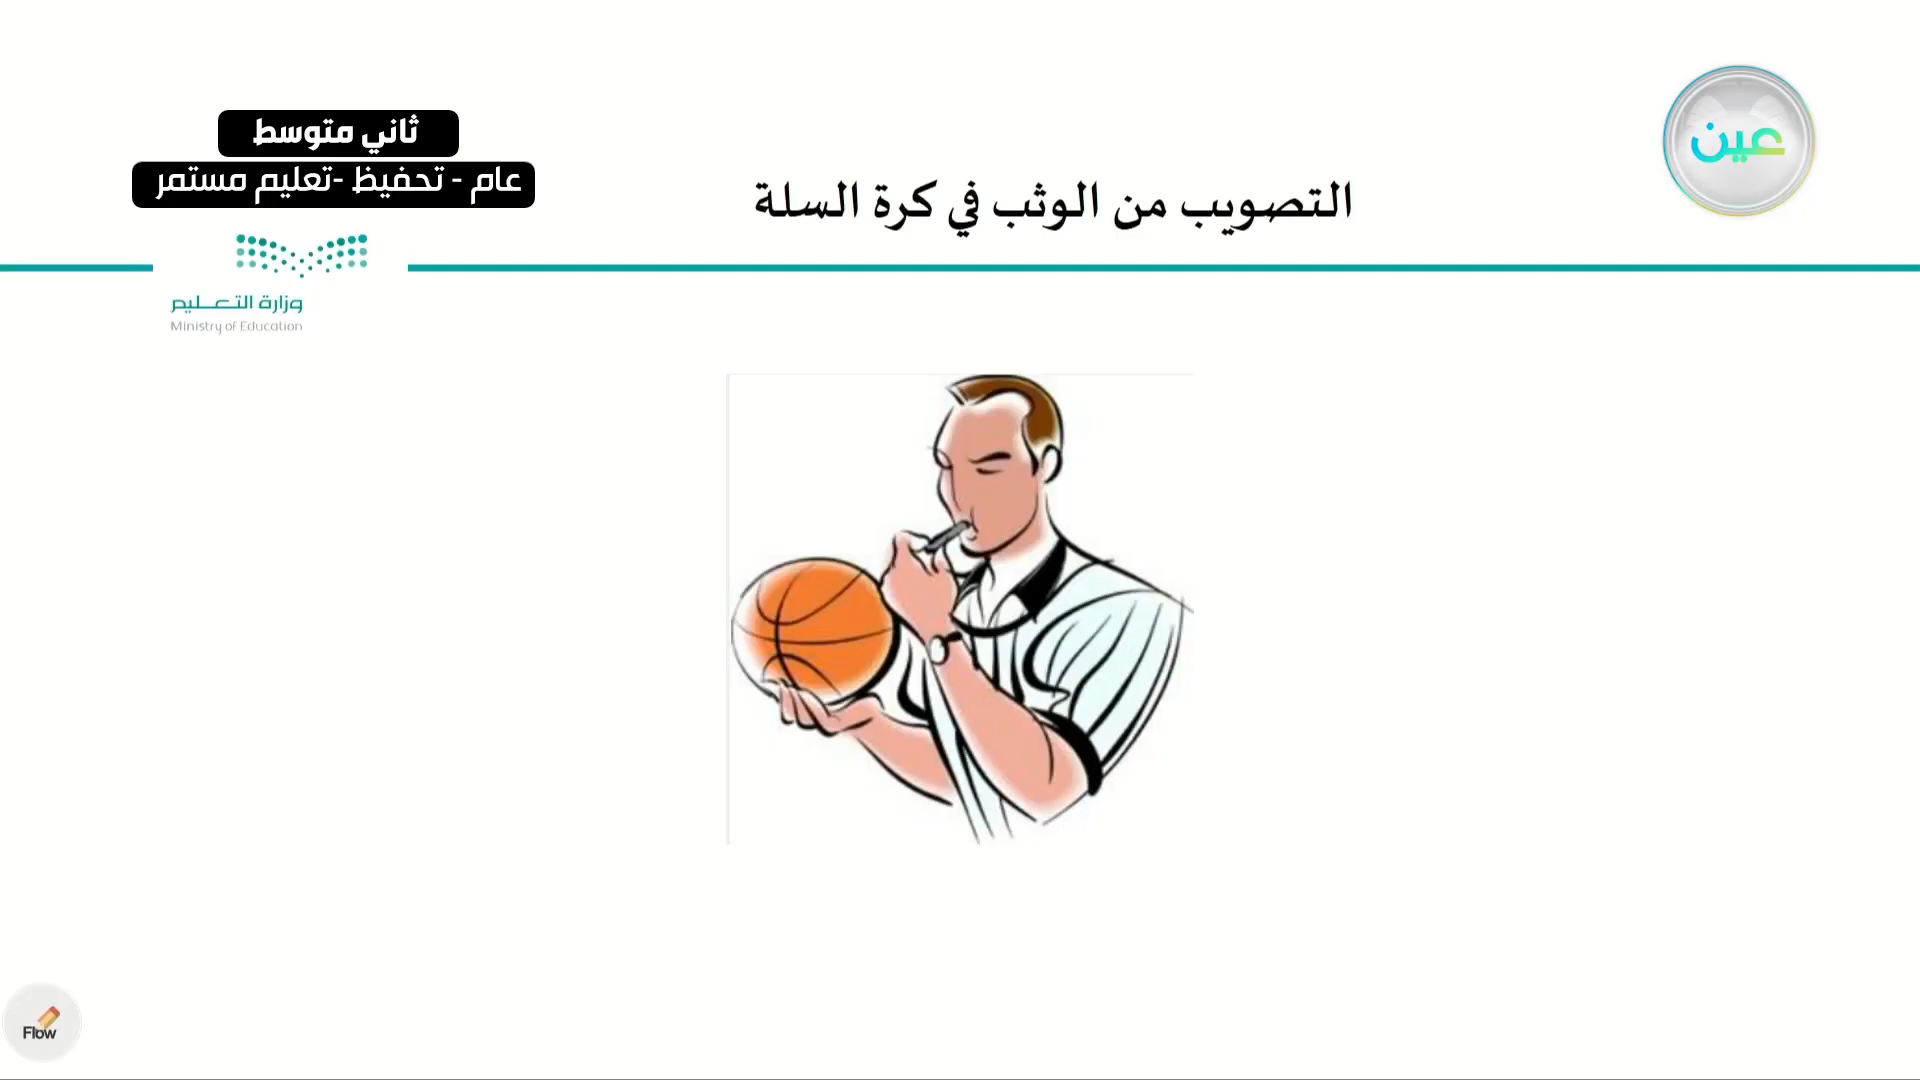 ثاني متوسط
عام - تحفيظ -تعليم مستمر
عين
التصويب من الوثب في كرة السلة
وزارة التعليم
Ministry of Education
Flow